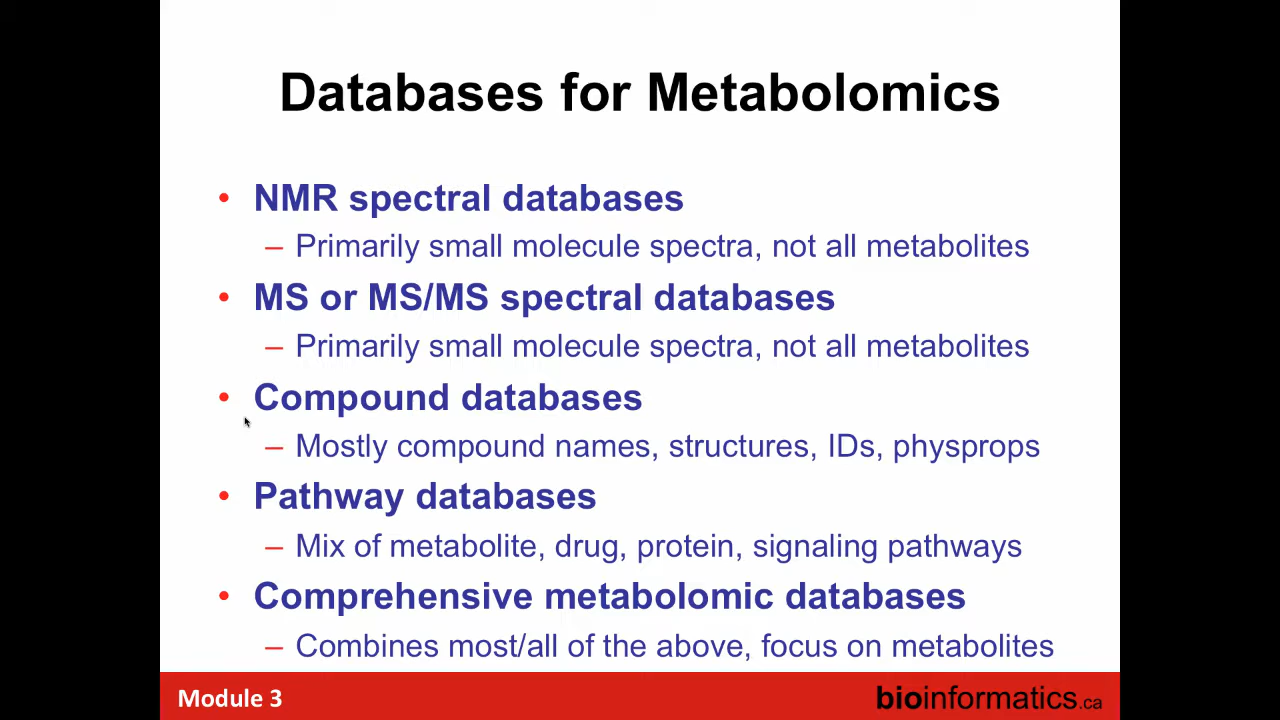 Databases for Metabolomics
• NMR spectral databases
– Primarily small molecule spectra, not all metabolites
• MS or MS/MS spectral databases
– Primarily small molecule spectra, not all metabolites
• Compound databases
– Mostly compound names, structures, IDs, physprops
• Pathway databases
– Mix of metabolite, drug, protein, signaling pathways
• Comprehensive metabolomic databases
– Combines most/all of the above, focus on metabolites
Module 3
bioinformatics.ca